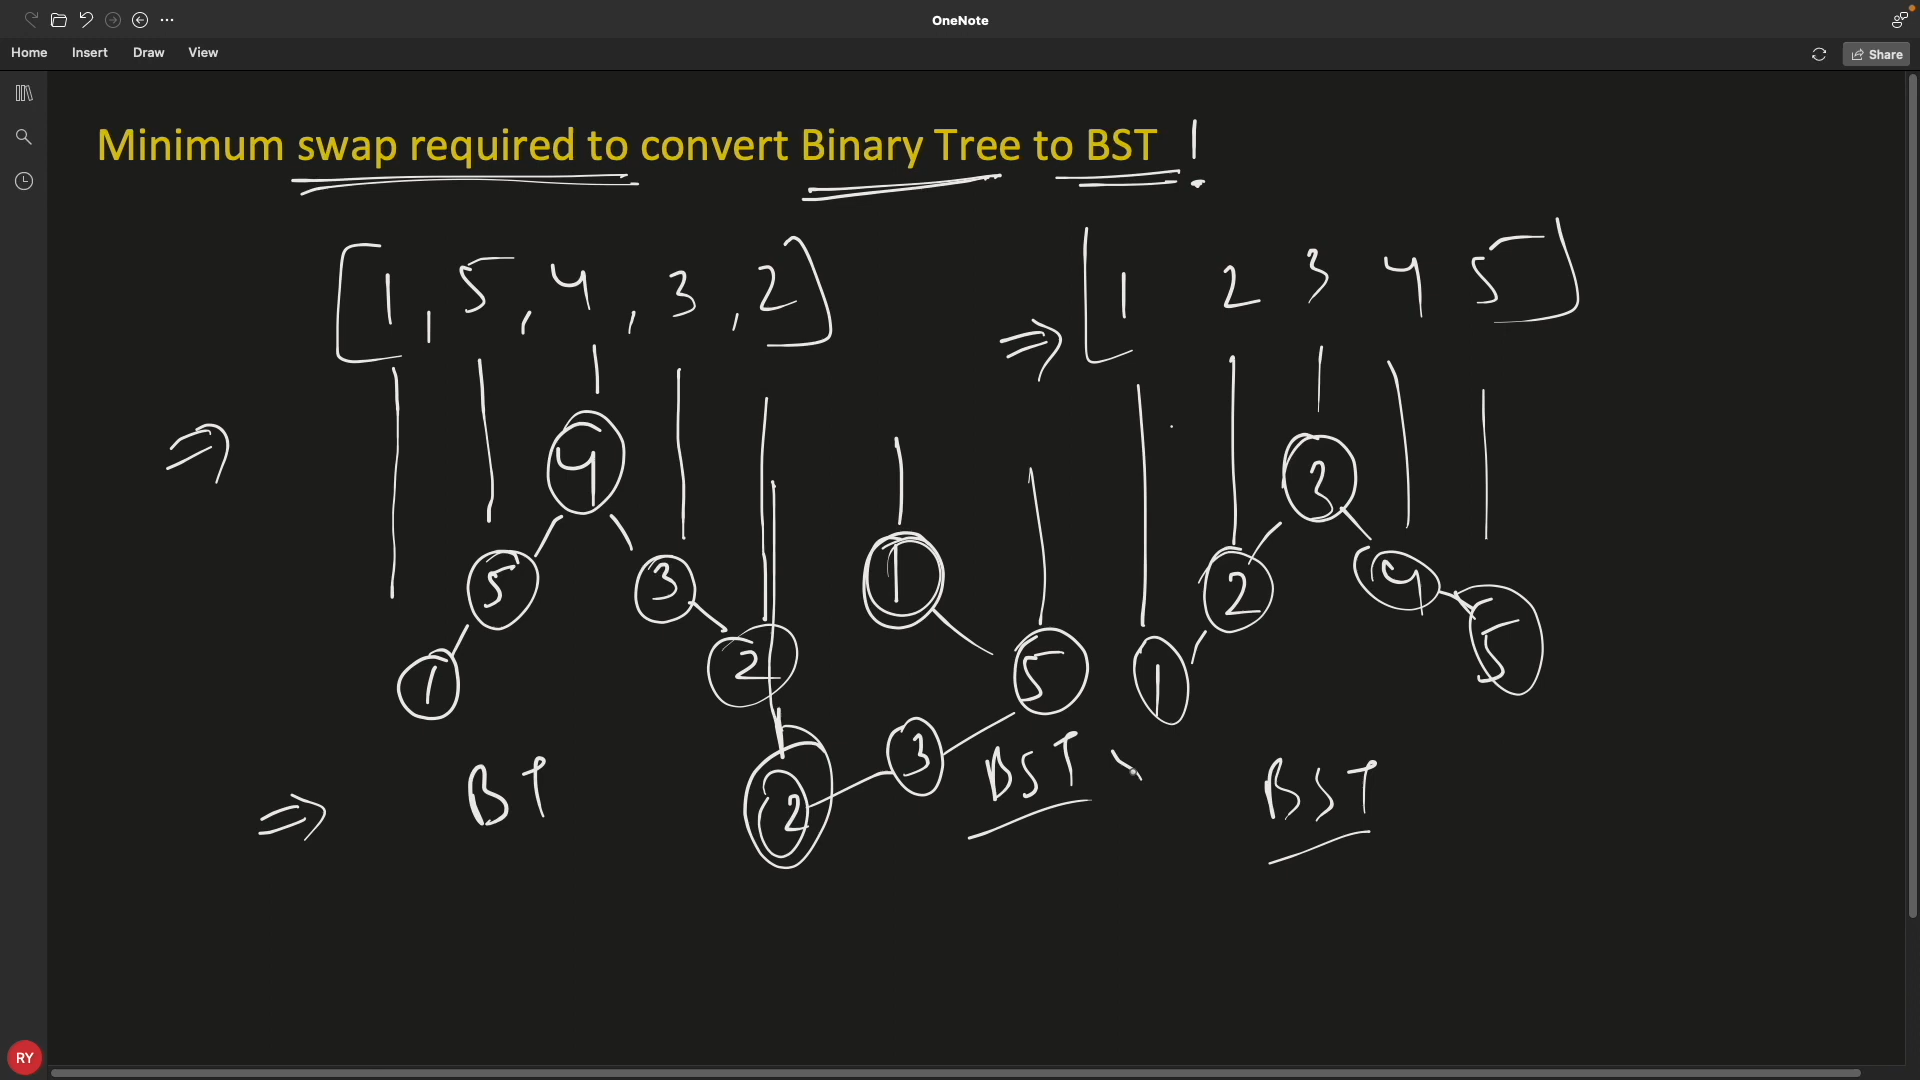 OneNote
Home Insert Draw View
Share
Minimum swap required to convert Binary Tree to BST !
[1, 5, 4, 3, 2]
⇒ [1 2 3 4 5]
⇒
4
3
5 3
1
2 4
1 2
5
1 5
3
2
BST
⇒ BT
BST
RY